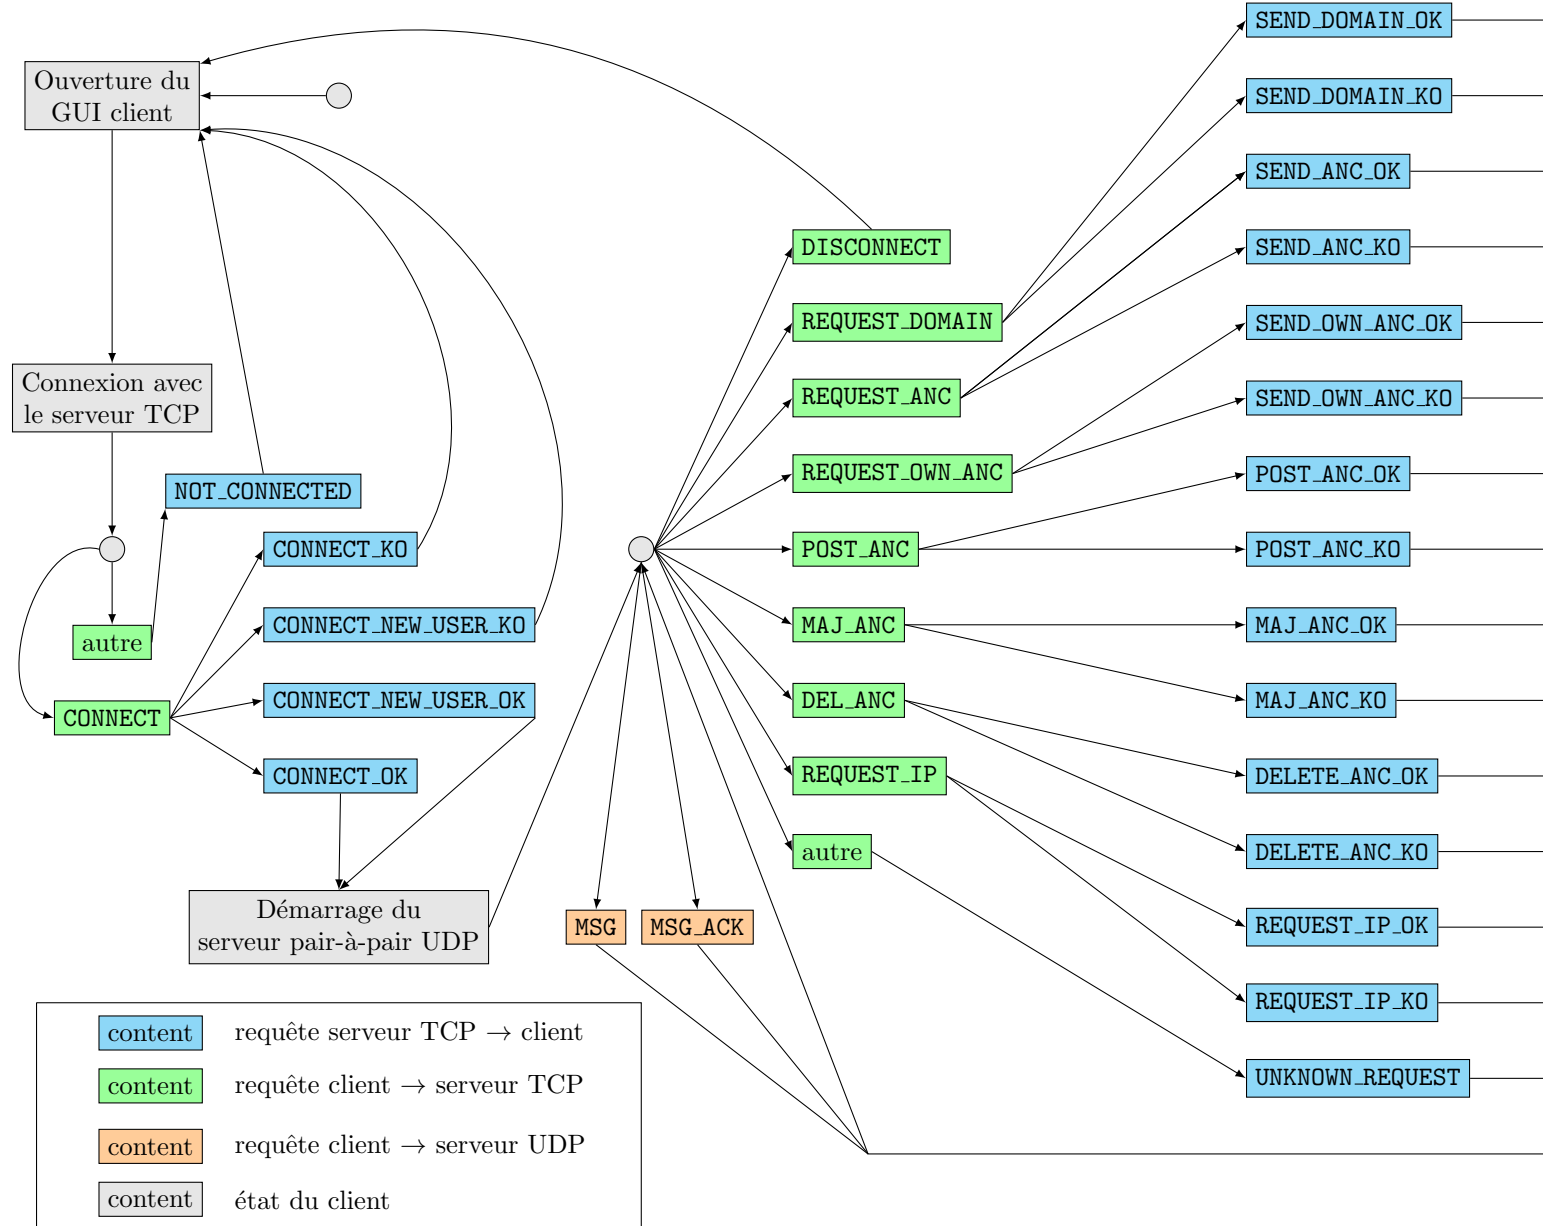 Ouverture du
GUI client
Connexion avec
le serveur TCP
NOT_CONNECTED
CONNECT_KO
autre
CONNECT_NEW_USER_KO
CONNECT
CONNECT_NEW_USER_OK
CONNECT_OK
Démarrage du
serveur pair-à-pair UDP
MSG
MSG_ACK
DISCONNECT
REQUEST_DOMAIN
REQUEST_ANC
REQUEST_OWN_ANC
POST_ANC
MAJ_ANC
DEL_ANC
REQUEST_IP
autre
SEND_DOMAIN_OK
SEND_DOMAIN_KO
SEND_ANC_OK
SEND_ANC_KO
SEND_OWN_ANC_OK
SEND_OWN_ANC_KO
POST_ANC_OK
POST_ANC_KO
MAJ_ANC_OK
MAJ_ANC_KO
DELETE_ANC_OK
DELETE_ANC_KO
REQUEST_IP_OK
REQUEST_IP_KO
UNKNOWN_REQUEST
content requête serveur TCP → client
content requête client → serveur TCP
content requête client → serveur UDP
content état du client